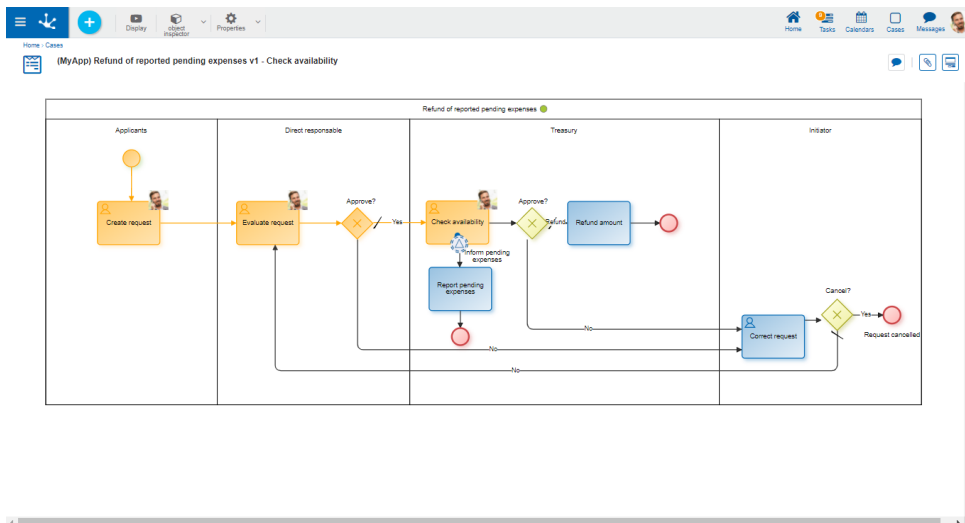 Display
object
inspector
Properties
Home
Tasks
Calendars
Cases
Messages
Home › Cases
(MyApp) Refund of reported pending expenses v1 - Check availability
Refund of reported pending expenses
Applicants
Direct responsable
Treasury
Initiator
Create request
Evaluate request
Approve?
Yes
Check availability
Approve?
Refund
Refund amount
Inform pending
expenses
Report pending
expenses
Cancel?
Yes
Request cancelled
Correct request
No
No
No